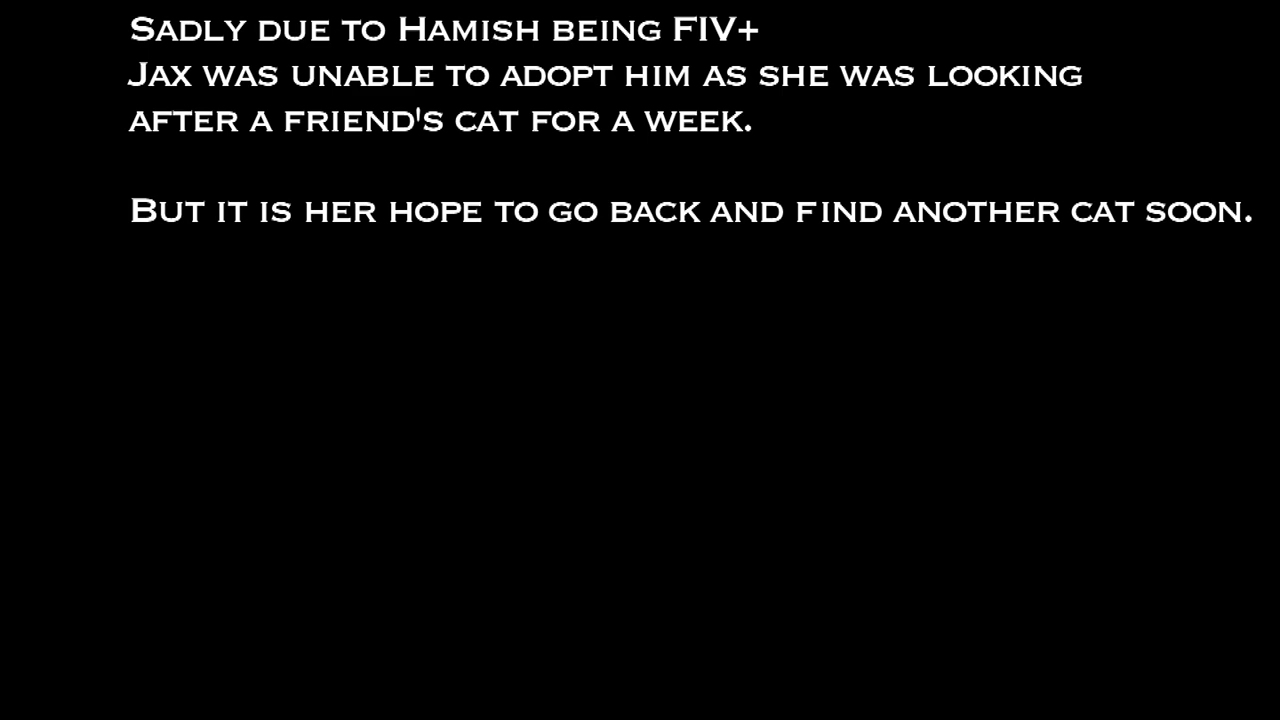 Sadly due to Hamish being FIV+
Jax was unable to adopt him as she was looking
after a friend's cat for a week.
But it is her hope to go back and find another cat soon.